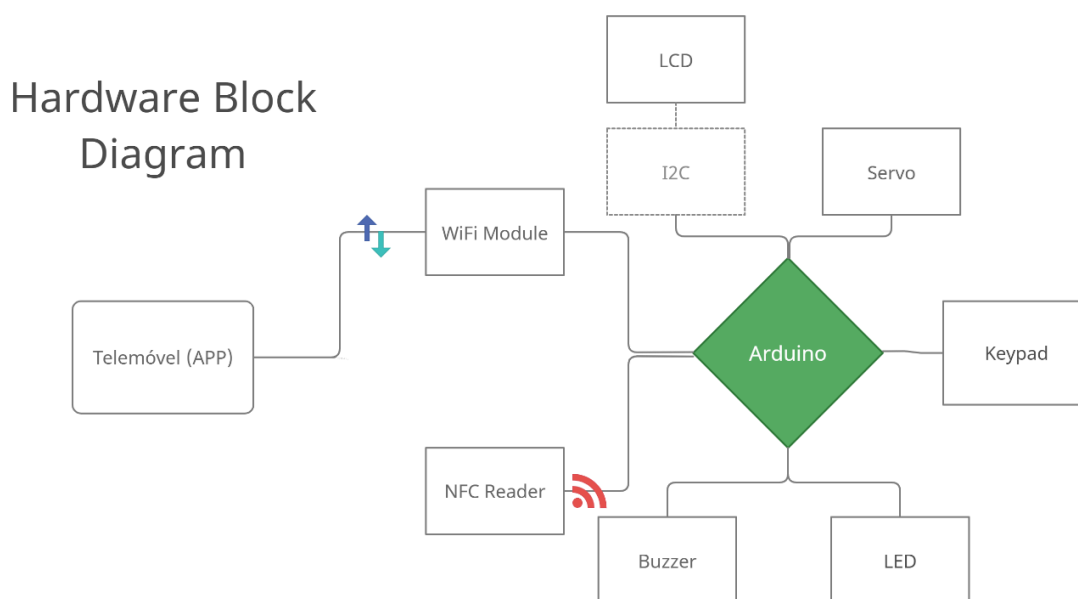 Hardware Block
Diagram
LCD
I2C
Servo
WiFi Module
Telemóvel (APP)
Arduino
Keypad
NFC Reader
Buzzer
LED